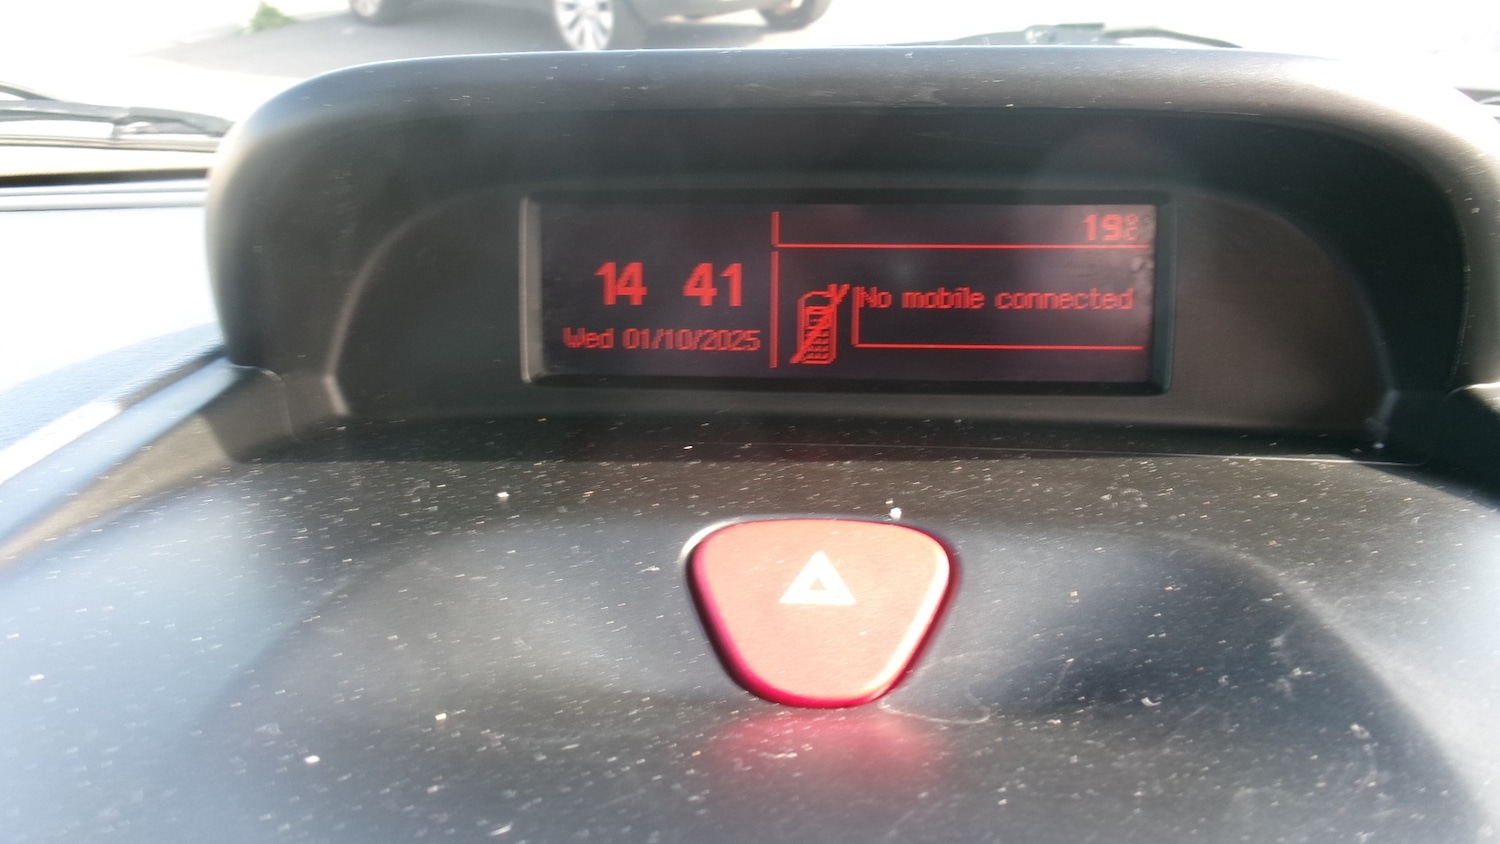 19
14 41
No mobile connected
Wed 01/10/2025